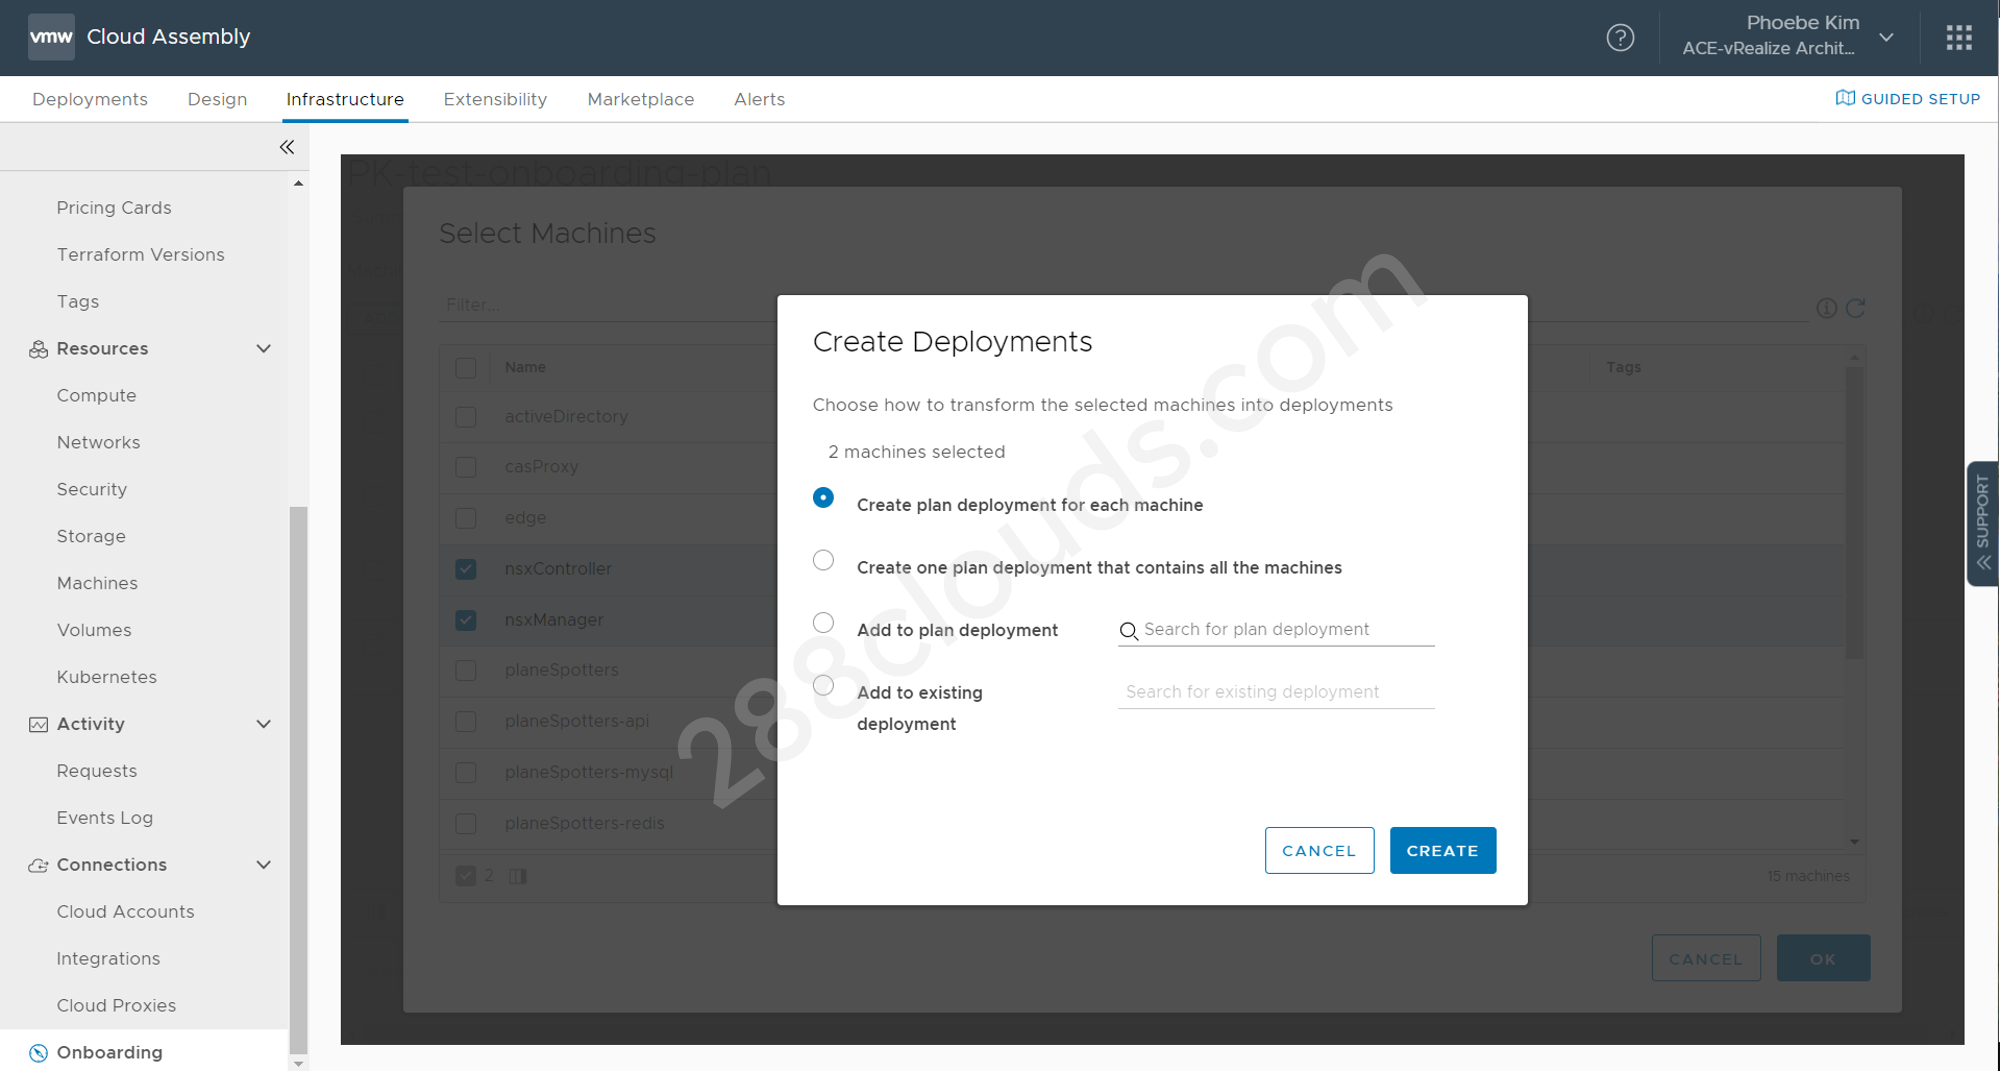 vmw Cloud Assembly
Phoebe Kim
ACE-vRealize Archit...
Deployments Design Infrastructure Extensibility Marketplace Alerts
GUIDED SETUP
Pricing Cards
Terraform Versions
Tags
Resources
Compute
Networks
Security
Storage
Machines
Volumes
Kubernetes
Activity
Requests
Events Log
Connections
Cloud Accounts
Integrations
Cloud Proxies
Onboarding
PK-test-onboarding-plan
Select Machines
Filter...
Name
Tags
activeDirectory
casProxy
edge
nsxController
nsxManager
planeSpotters
planeSpotters-api
planeSpotters-mysql
planeSpotters-redis
2
15 machines
CANCEL OK
Create Deployments
Choose how to transform the selected machines into deployments
2 machines selected
Create plan deployment for each machine
Create one plan deployment that contains all the machines
Add to plan deployment
Search for plan deployment
Add to existing
deployment
Search for existing deployment
CANCEL CREATE
SUPPORT
288clouds.com